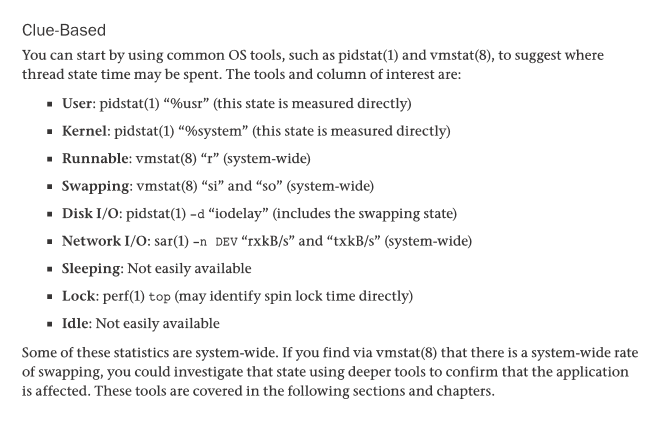 Clue-Based
You can start by using common OS tools, such as pidstat(1) and vmstat(8), to suggest where
thread state time may be spent. The tools and column of interest are:
▪ User: pidstat(1) “%usr” (this state is measured directly)
▪ Kernel: pidstat(1) “%system” (this state is measured directly)
▪ Runnable: vmstat(8) “r” (system-wide)
▪ Swapping: vmstat(8) “si” and “so” (system-wide)
▪ Disk I/O: pidstat(1) -d “iodelay” (includes the swapping state)
▪ Network I/O: sar(1) -n DEV “rxkB/s” and “txkB/s” (system-wide)
▪ Sleeping: Not easily available
▪ Lock: perf(1) top (may identify spin lock time directly)
▪ Idle: Not easily available
Some of these statistics are system-wide. If you find via vmstat(8) that there is a system-wide rate
of swapping, you could investigate that state using deeper tools to confirm that the application
is affected. These tools are covered in the following sections and chapters.